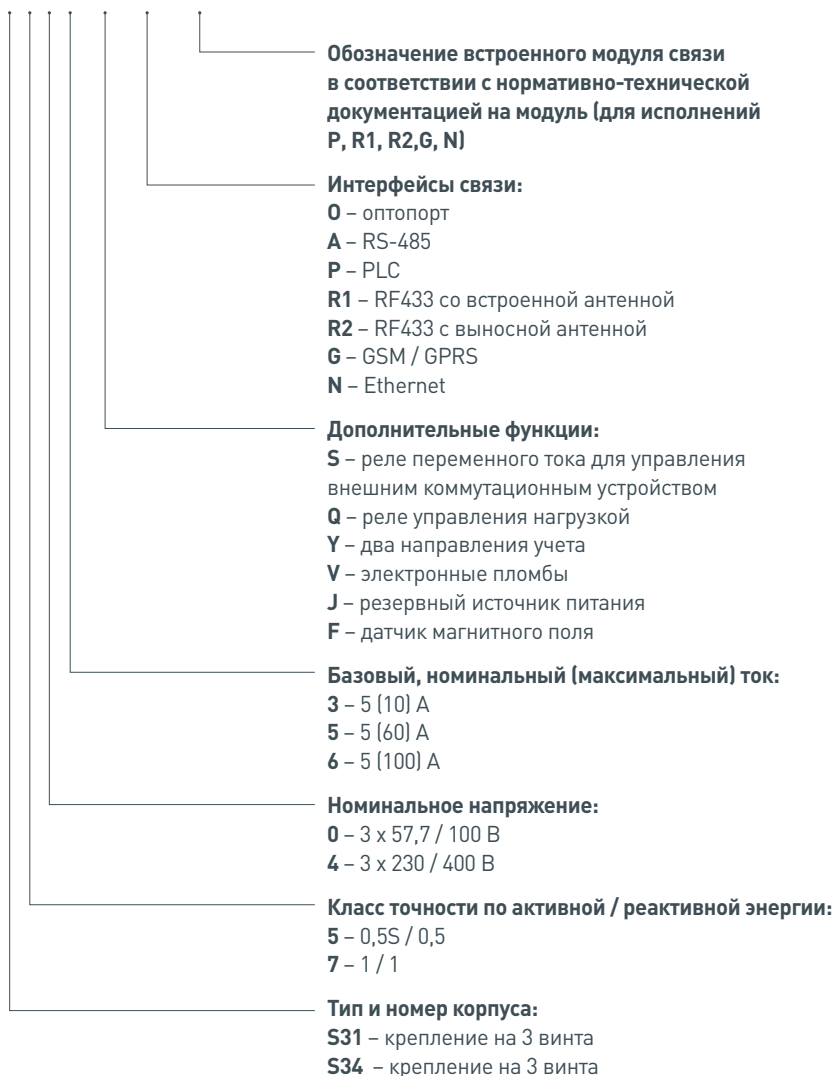 Обозначение встроенного модуля связи
в соответствии с нормативно-технической
документацией на модуль (для исполнений
P, R1, R2,G, N)
Интерфейсы связи:
O – оптопорт
A – RS-485
P – PLC
R1 – RF433 со встроенной антенной
R2 – RF433 с выносной антенной
G – GSM / GPRS
N – Ethernet
Дополнительные функции:
S – реле переменного тока для управления
внешним коммутационным устройством
Q – реле управления нагрузкой
Y – два направления учета
V – электронные пломбы
J – резервный источник питания
F – датчик магнитного поля
Базовый, номинальный (максимальный) ток:
3 – 5 (10) А
5 – 5 (60) А
6 – 5 (100) А
Номинальное напряжение:
0 – 3 x 57,7 / 100 В
4 – 3 x 230 / 400 В
Класс точности по активной / реактивной энергии:
5 – 0,5S / 0,5
7 – 1 / 1
Тип и номер корпуса:
S31 – крепление на 3 винта
S34 – крепление на 3 винта